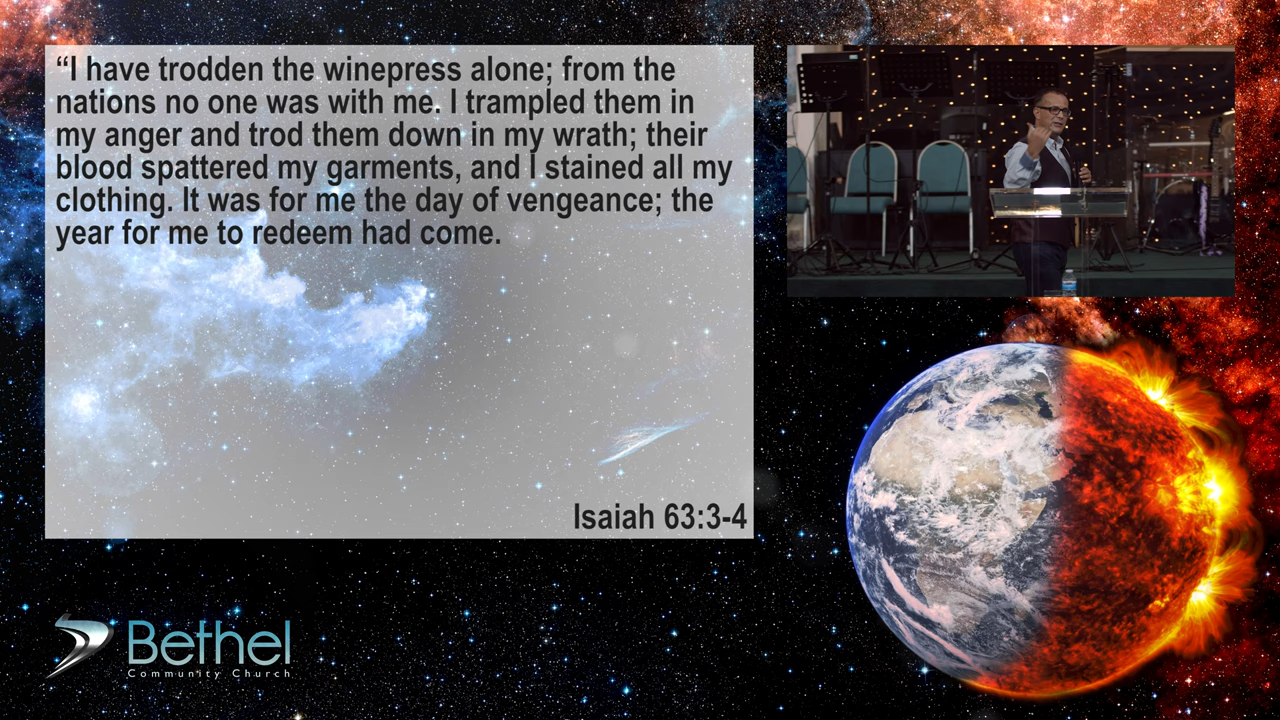 “I have trodden the winepress alone; from the
nations no one was with me. I trampled them in
my anger and trod them down in my wrath; their
blood spattered my garments, and I stained all my
clothing. It was for me the day of vengeance; the
year for me to redeem had come.
Isaiah 63:3-4
Bethel
Community Church